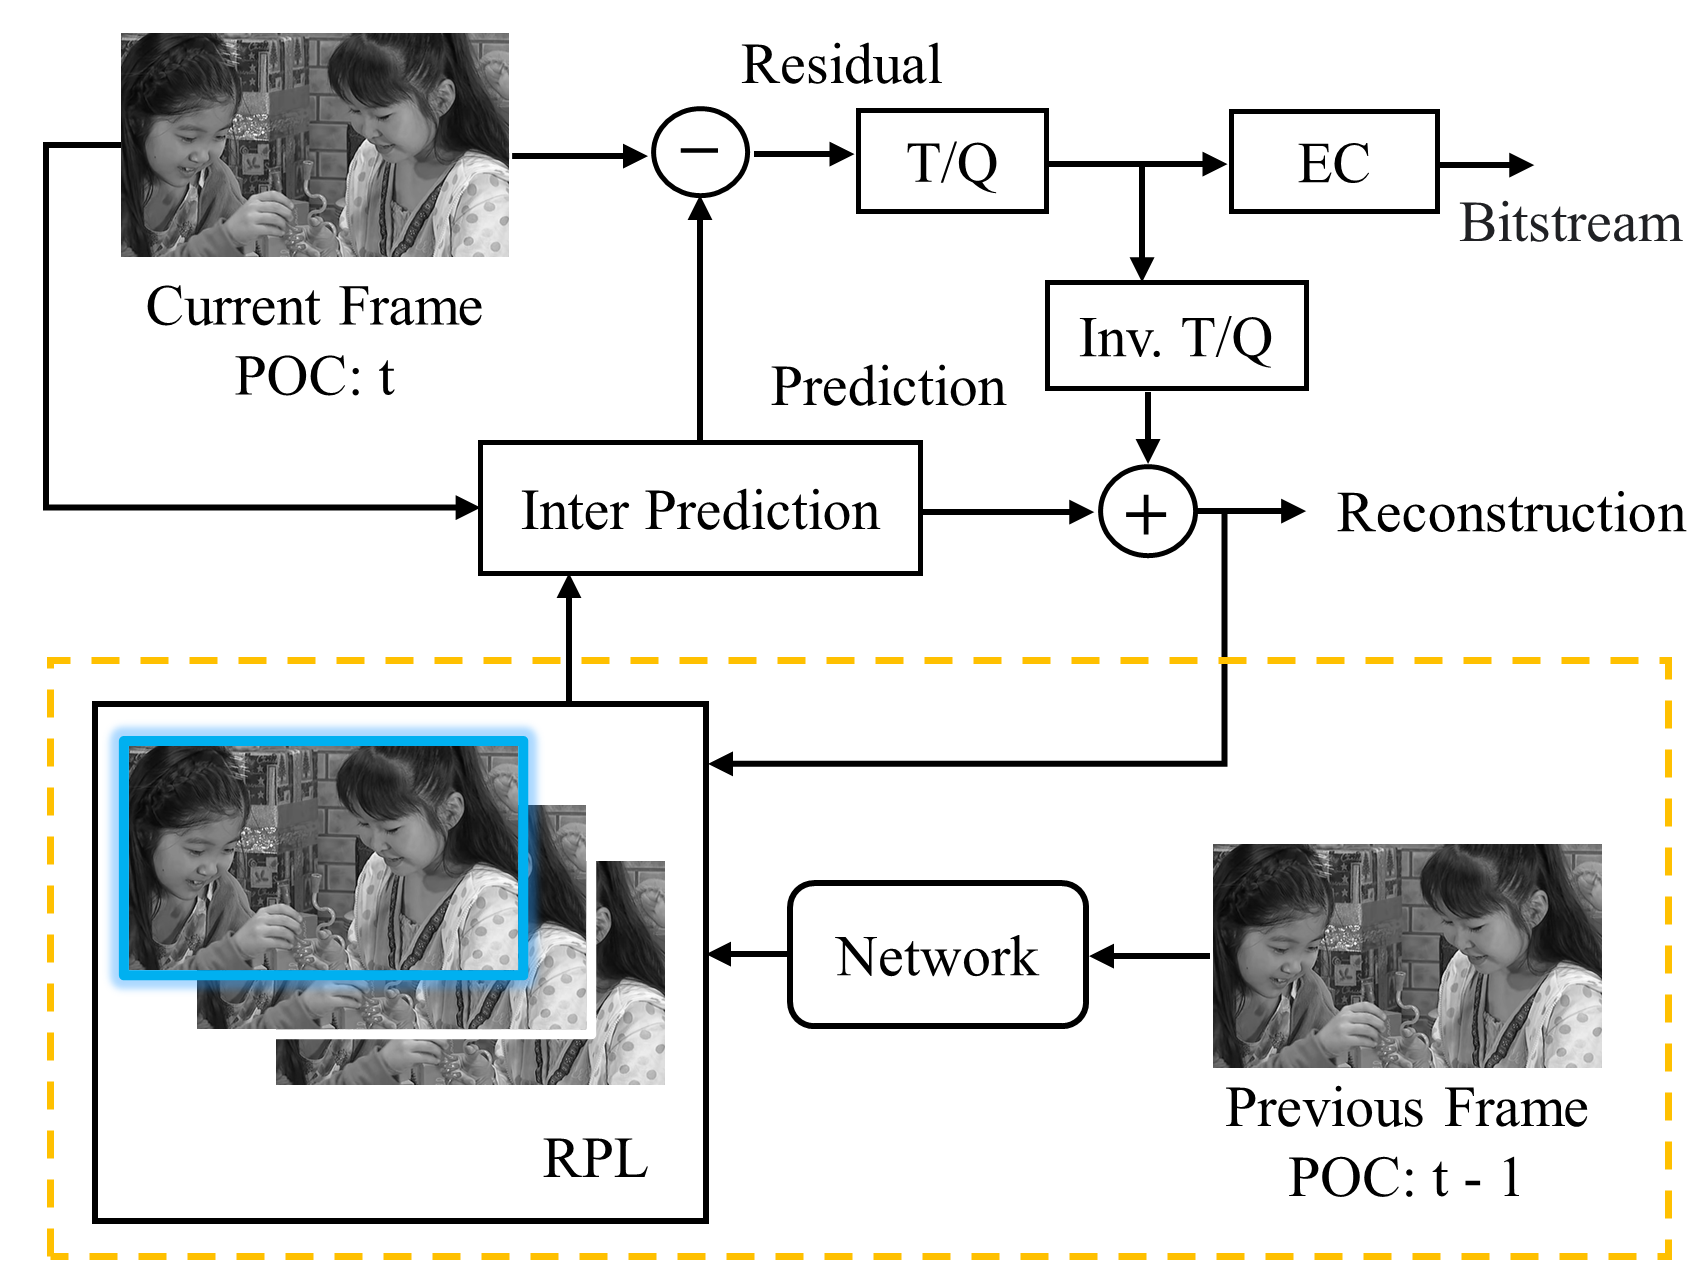 Residual
T/Q
EC
Bitstream
Current Frame
POC: t
Inv. T/Q
Prediction
Inter Prediction
Reconstruction
Network
Previous Frame
POC: t - 1
RPL